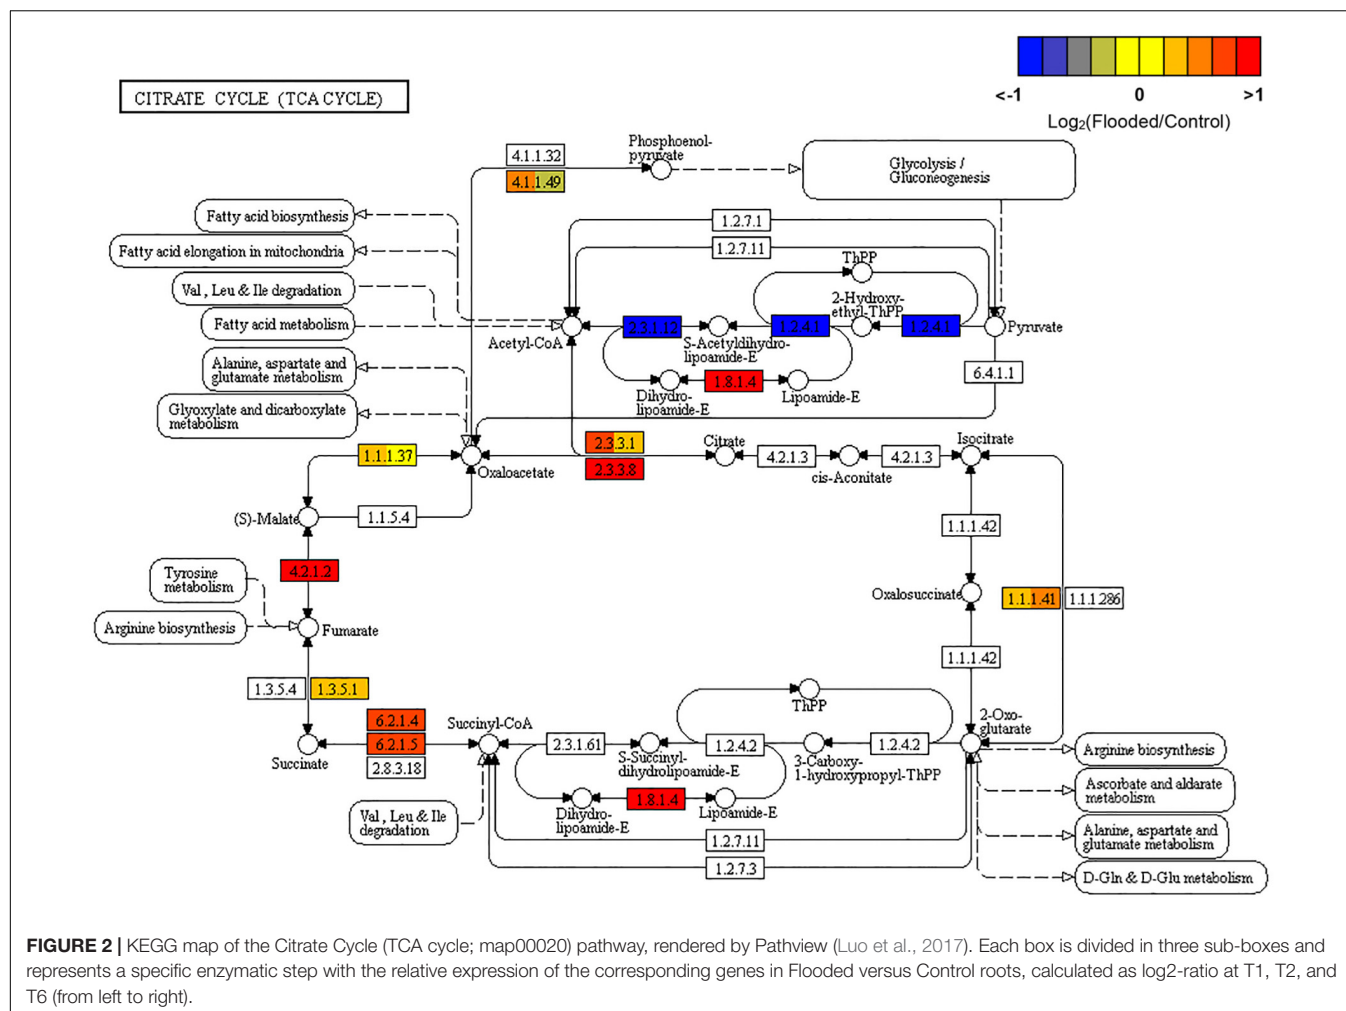 CITRATE CYCLE (TCA CYCLE)
<-1 0 >1
Log2(Flooded/Control)
Phosphoenol-
pyruvate
4.1.1.32
4.1.1.49
Glycolysis /
Gluconeogenesis
Fatty acid biosynthesis
Fatty acid elongation in mitochondria
Val , Leu & Ile degradation
Fatty acid metabolism
Alanine, aspartate and
glutamate metabolism
Glyoxylate and dicarboxylate
metabolism
1.2.7.1
1.2.7.11
ThPP
2-Hydroxy-
ethyl-ThPP
2.3.1.12
1.2.4.1
1.2.4.1
Acetyl-CoA
S-Acetyldihydro-
lipoamide-E
Pyruvate
1.8.1.4
Dihydro-
lipoamide-E
Lipoamide-E
6.4.1.1
1.1.1.37
Oxaloacetate
2.3.3.1
2.3.3.8
Citrate
4.2.1.3
cis-Aconitate
4.2.1.3
Isocitrate
(S)-Malate
1.1.5.4
1.1.1.42
4.2.1.2
Tyrosine
metabolism
Arginine biosynthesis
Fumarate
Oxalosuccinate
1.1.1.41
1.1.1.286
1.1.1.42
1.3.5.4
1.3.5.1
6.2.1.4
6.2.1.5
2.8.3.18
Succinate
Succinyl-CoA
2.3.1.61
S-Succinyl-
dihydrolipoamide-E
1.2.4.2
ThPP
3-Carboxy-
1-hydroxypropyl-ThPP
1.2.4.2
2-Oxo-
glutarate
1.8.1.4
Dihydro-
lipoamide-E
Lipoamide-E
Val , Leu & Ile
degradation
1.2.7.11
1.2.7.3
Arginine biosynthesis
Ascorbate and aldarate
metabolism
Alanine, aspartate and
glutamate metabolism
D-Gln & D-Glu metabolism
FIGURE 2 | KEGG map of the Citrate Cycle (TCA cycle; map00020) pathway, rendered by Pathview (Luo et al., 2017). Each box is divided in three sub-boxes and
represents a specific enzymatic step with the relative expression of the corresponding genes in Flooded versus Control roots, calculated as log2-ratio at T1, T2, and
T6 (from left to right).